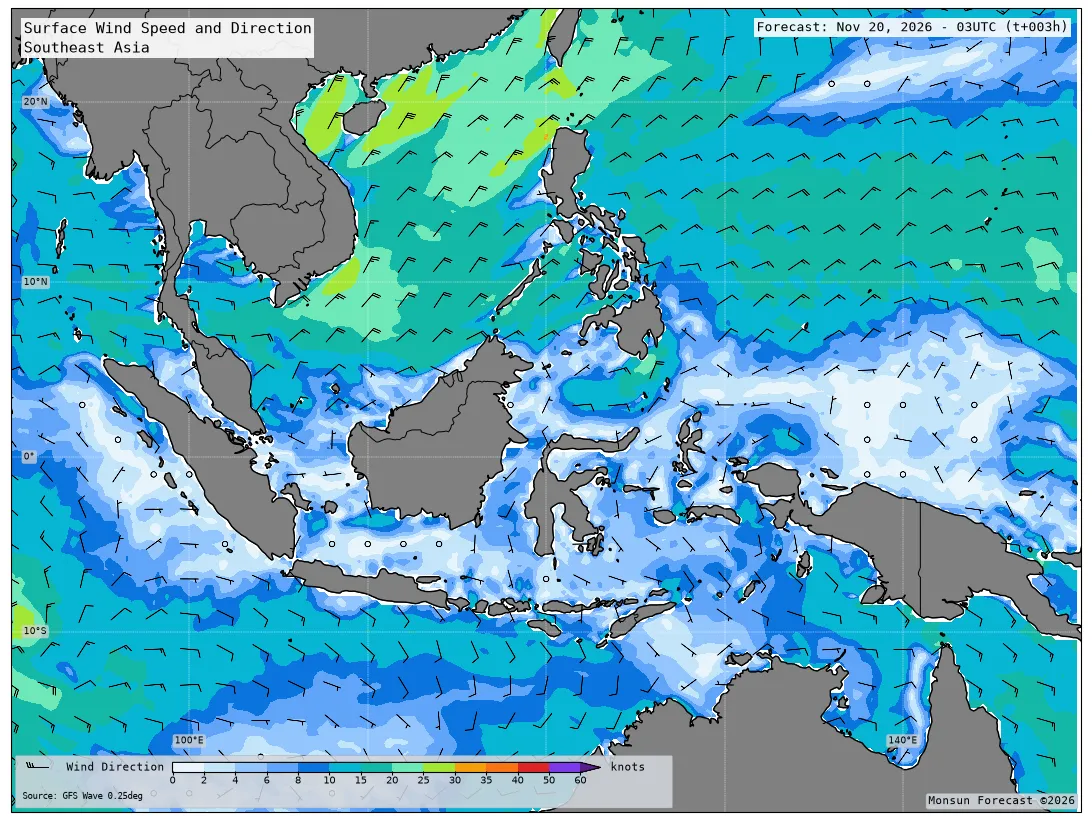 Surface Wind Speed and Direction
Southeast Asia
Forecast: Nov 20, 2026 - 03UTC (t+003h)
20°N
10°N
0°
10°S
100°E
140°E
Wind Direction
knots
0 2 4 6 8 10 15 20 25 30 35 40 50 60
Source: GFS Wave 0.25deg
Monsun Forecast ©2026